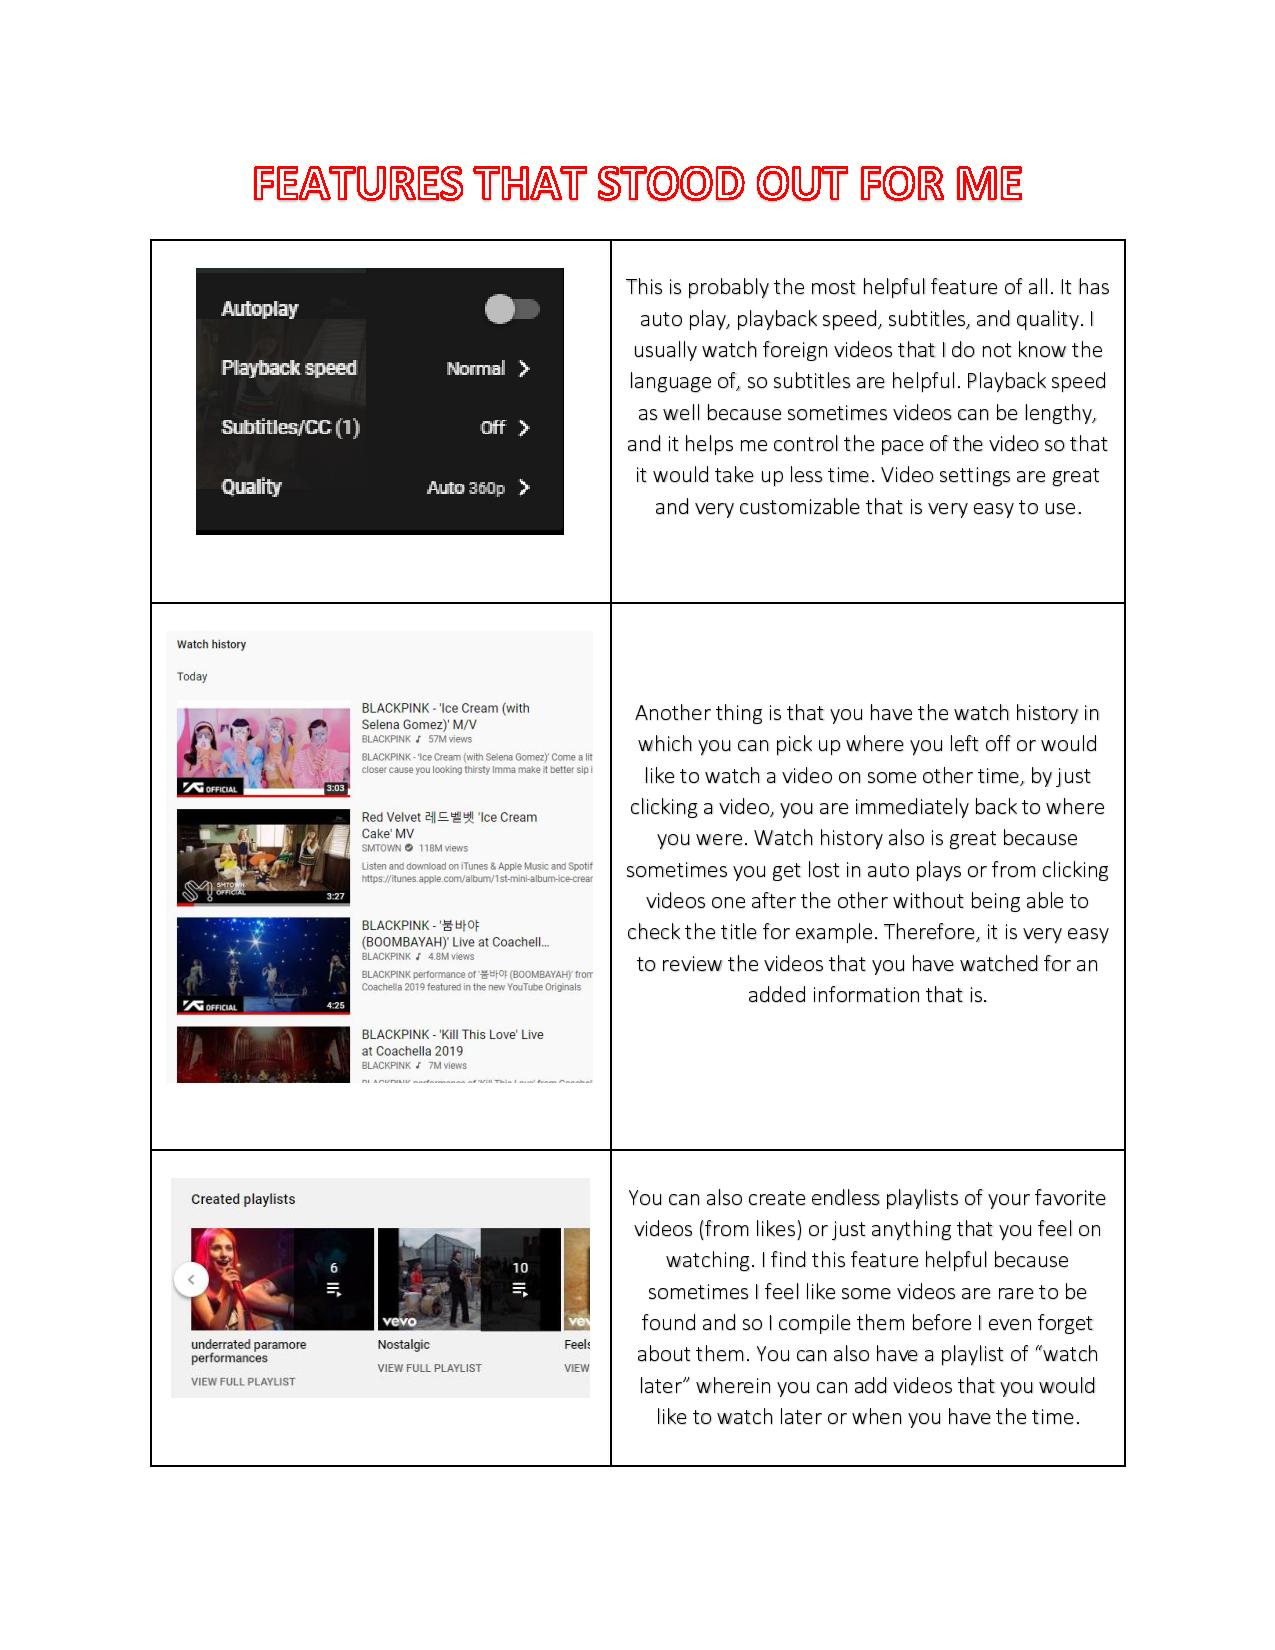 FEATURES THAT STOOD OUT FOR ME
Autoplay
Playback speed Normal
Subtitles/CC (1) Off
Quality Auto 360p
This is probably the most helpful feature of all. It has
auto play, playback speed, subtitles, and quality. I
usually watch foreign videos that I do not know the
language of, so subtitles are helpful. Playback speed
as well because sometimes videos can be lengthy,
and it helps me control the pace of the video so that
it would take up less time. Video settings are great
and very customizable that is very easy to use.
Watch history
Today
BLACKPINK - 'Ice Cream (with
Selena Gomez)' M/V
BLACKPINK 57M views
BLACKPINK - 'Ice Cream (with Selena Gomez)' Come a lit
closer cause you looking thirsty Imma make it better sip i
YG OFFICIAL
3:03
Red Velvet 레드벨벳 'Ice Cream
Cake' MV
SMTOWN 118M views
Listen and download on iTunes & Apple Music and Spotif
https://itunes.apple.com/album/1st-mini-album-ice-crear
SMTOWN
OFFICIAL
3:27
BLACKPINK - '붐바야
(BOOMBAYAH)' Live at Coachell...
BLACKPINK 4.8M views
BLACKPINK performance of '붐바야 (BOOMBAYAH)' from
Coachella 2019 featured in the new YouTube Originals
YG OFFICIAL
4:25
BLACKPINK - 'Kill This Love' Live
at Coachella 2019
BLACKPINK 7M views
BLACKPINK performance of 'Kill This Love' from Coachel
Another thing is that you have the watch history in
which you can pick up where you left off or would
like to watch a video on some other time, by just
clicking a video, you are immediately back to where
you were. Watch history also is great because
sometimes you get lost in auto plays or from clicking
videos one after the other without being able to
check the title for example. Therefore, it is very easy
to review the videos that you have watched for an
added information that is.
Created playlists
6
underrated paramore
performances
VIEW FULL PLAYLIST
10
vevo
Nostalgic
VIEW FULL PLAYLIST
ve
Feels
VIEW
You can also create endless playlists of your favorite
videos (from likes) or just anything that you feel on
watching. I find this feature helpful because
sometimes I feel like some videos are rare to be
found and so I compile them before I even forget
about them. You can also have a playlist of “watch
later” wherein you can add videos that you would
like to watch later or when you have the time.